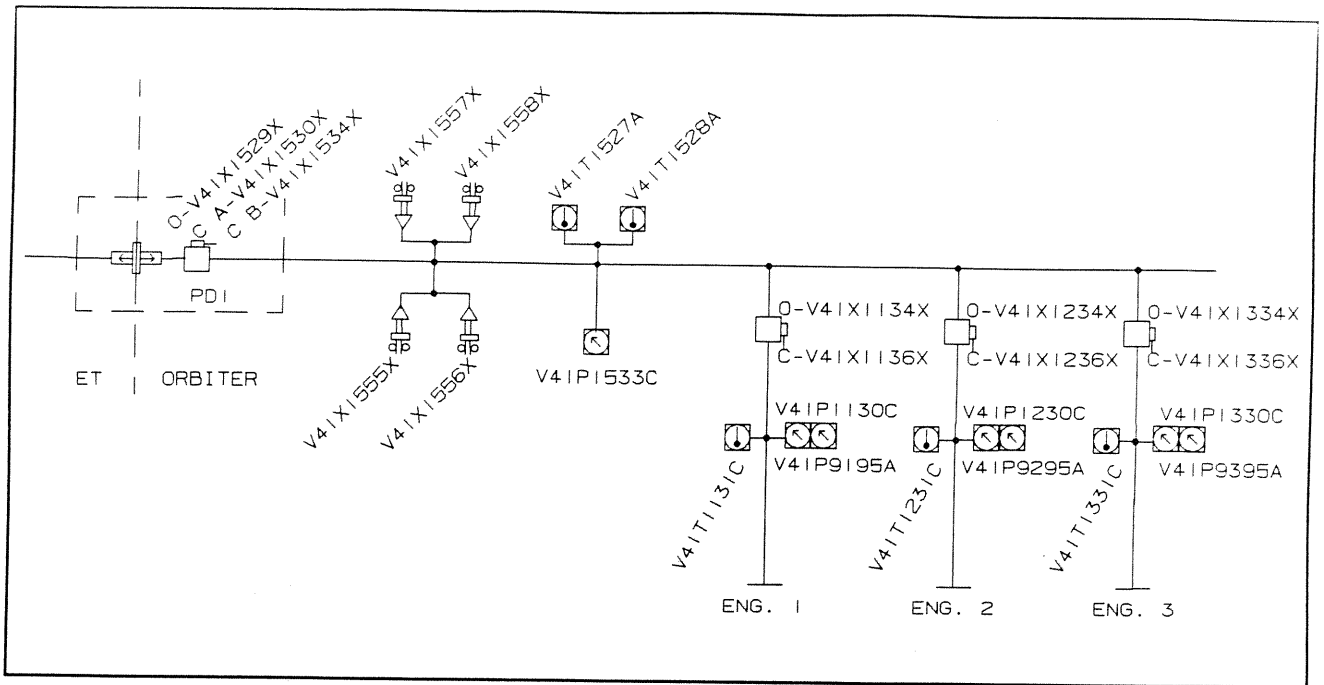 O-V41X1529X
C A-V41X1530X
C B-V41X1534X
V41X1557X
V41X1558X
V41T1527A
V41T1528A
PD1
ET
ORBITER
V41X1555X
V41X1556X
V41P1533C
O-V41X1134X
C-V41X1136X
O-V41X1234X
C-V41X1236X
O-V41X1334X
C-V41X1336X
V41P1130C
V41P9195A
V41T1131C
V41P1230C
V41P9295A
V41T1231C
V41P1330C
V41P9395A
V41T1331C
ENG. 1
ENG. 2
ENG. 3